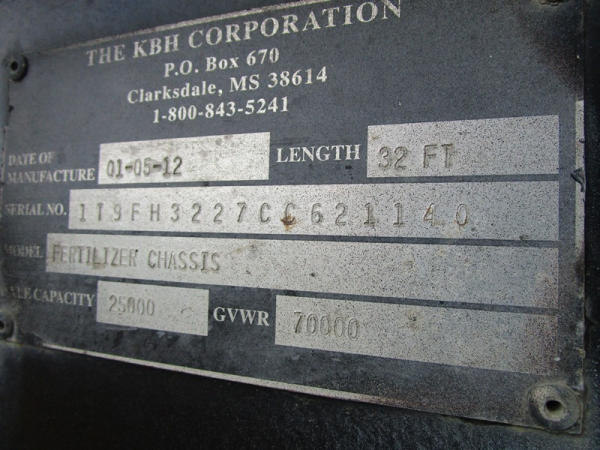 THE KBH CORPORATION
P.O. Box 670
Clarksdale, MS 38614
1-800-843-5241
DATE OF MANUFACTURE 01-05-12 LENGTH 32 FT
SERIAL NO. 1T9FH3227CC621140
MODEL FERTILIZER CHASSIS
CAPACITY 25000 GVWR 70000